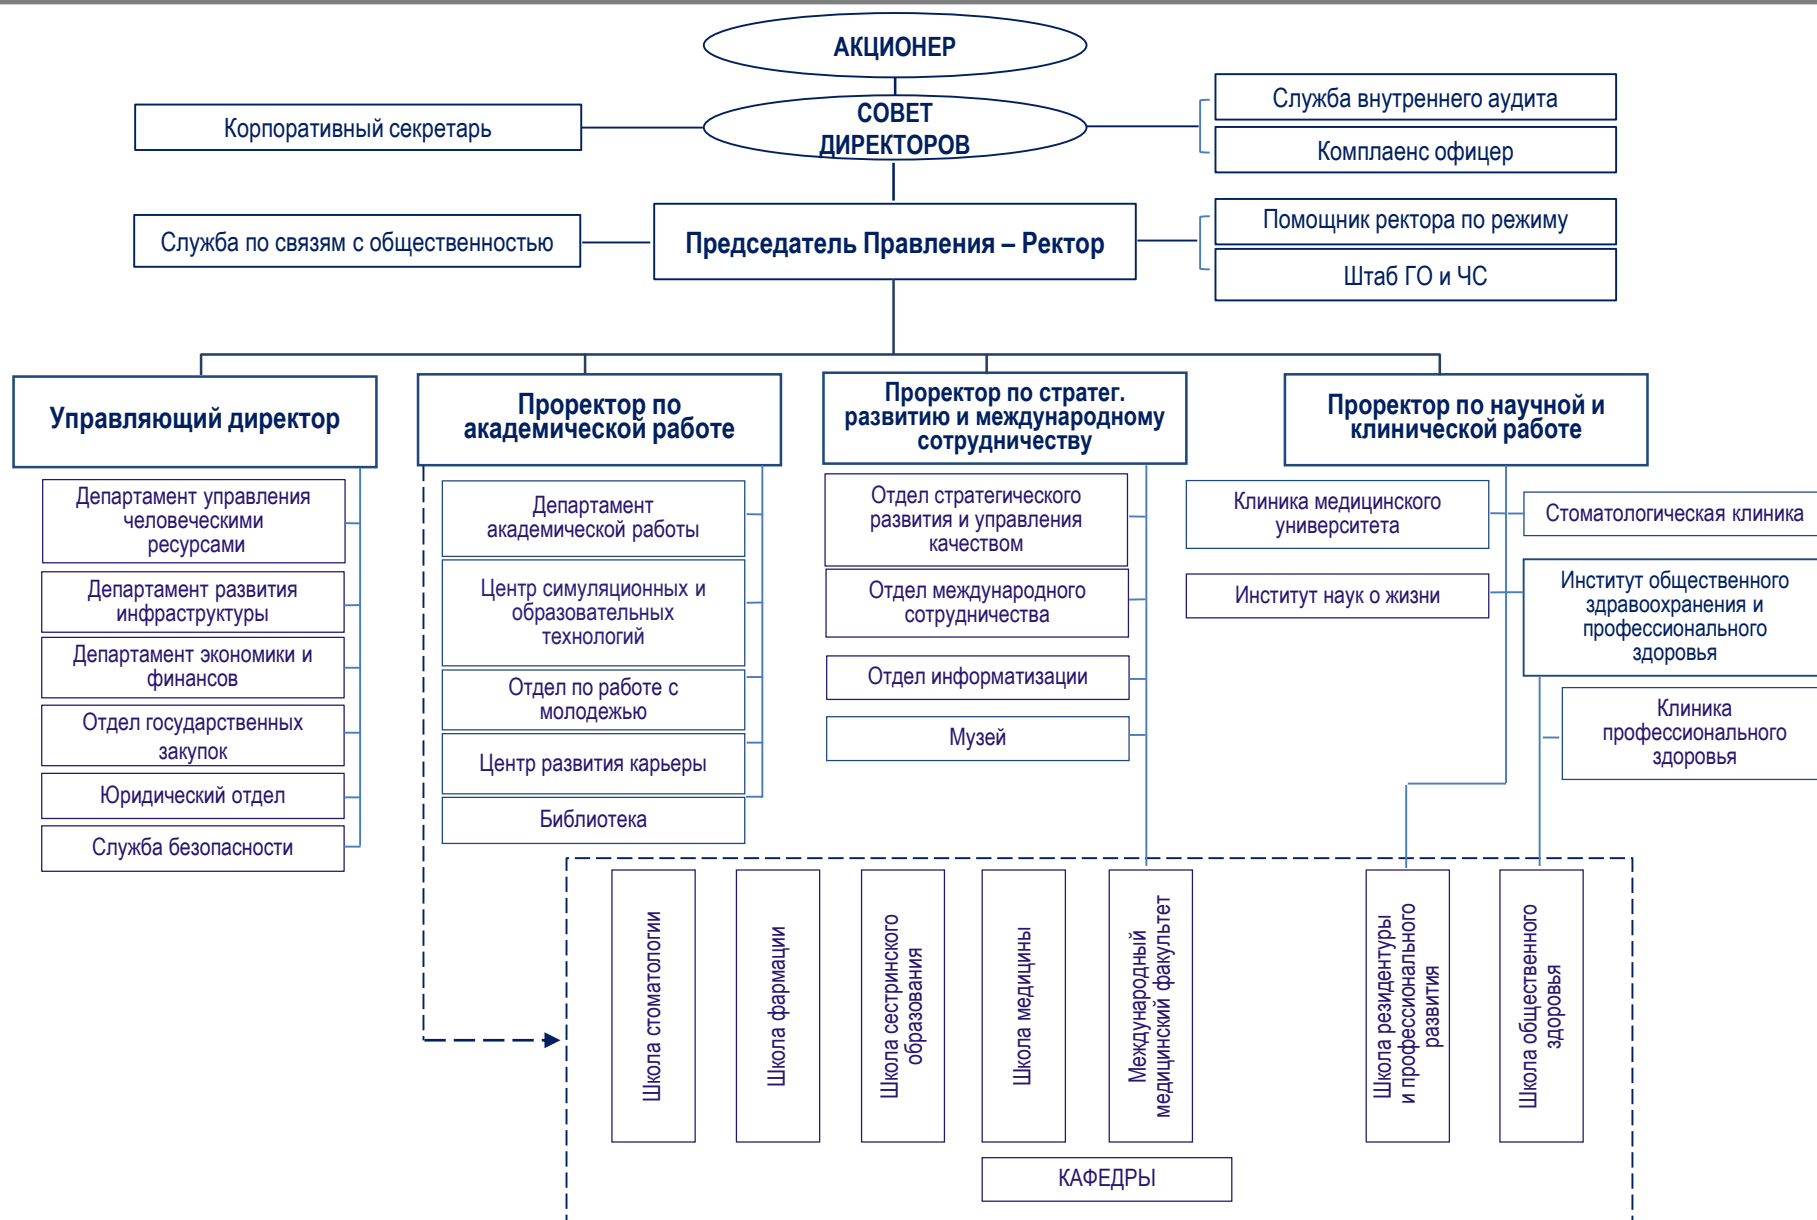 АКЦИОНЕР
СОВЕТ
ДИРЕКТОРОВ
Корпоративный секретарь
Служба внутреннего аудита
Комплаенс офицер
Служба по связям с общественностью
Председатель Правления – Ректор
Помощник ректора по режиму
Штаб ГО и ЧС
Управляющий директор
Проректор по
академической работе
Проректор по стратег.
развитию и международному
сотрудничеству
Проректор по научной и
клинической работе
Департамент управления
человеческими
ресурсами
Департамент развития
инфраструктуры
Департамент экономики и
финансов
Отдел государственных
закупок
Юридический отдел
Служба безопасности
Департамент
академической работы
Центр симуляционных и
образовательных
технологий
Отдел по работе с
молодежью
Центр развития карьеры
Библиотека
Отдел стратегического
развития и управления
качеством
Отдел международного
сотрудничества
Отдел информатизации
Музей
Клиника медицинского
университета
Стоматологическая клиника
Институт наук о жизни
Институт общественного
здравоохранения и
профессионального
здоровья
Клиника
профессионального
здоровья
Школа стоматологии
Школа фармации
Школа сестринского
образования
Школа медицины
Международный
медицинский факультет
Школа резидентуры
и профессионального
развития
Школа общественного
здоровья
КАФЕДРЫ